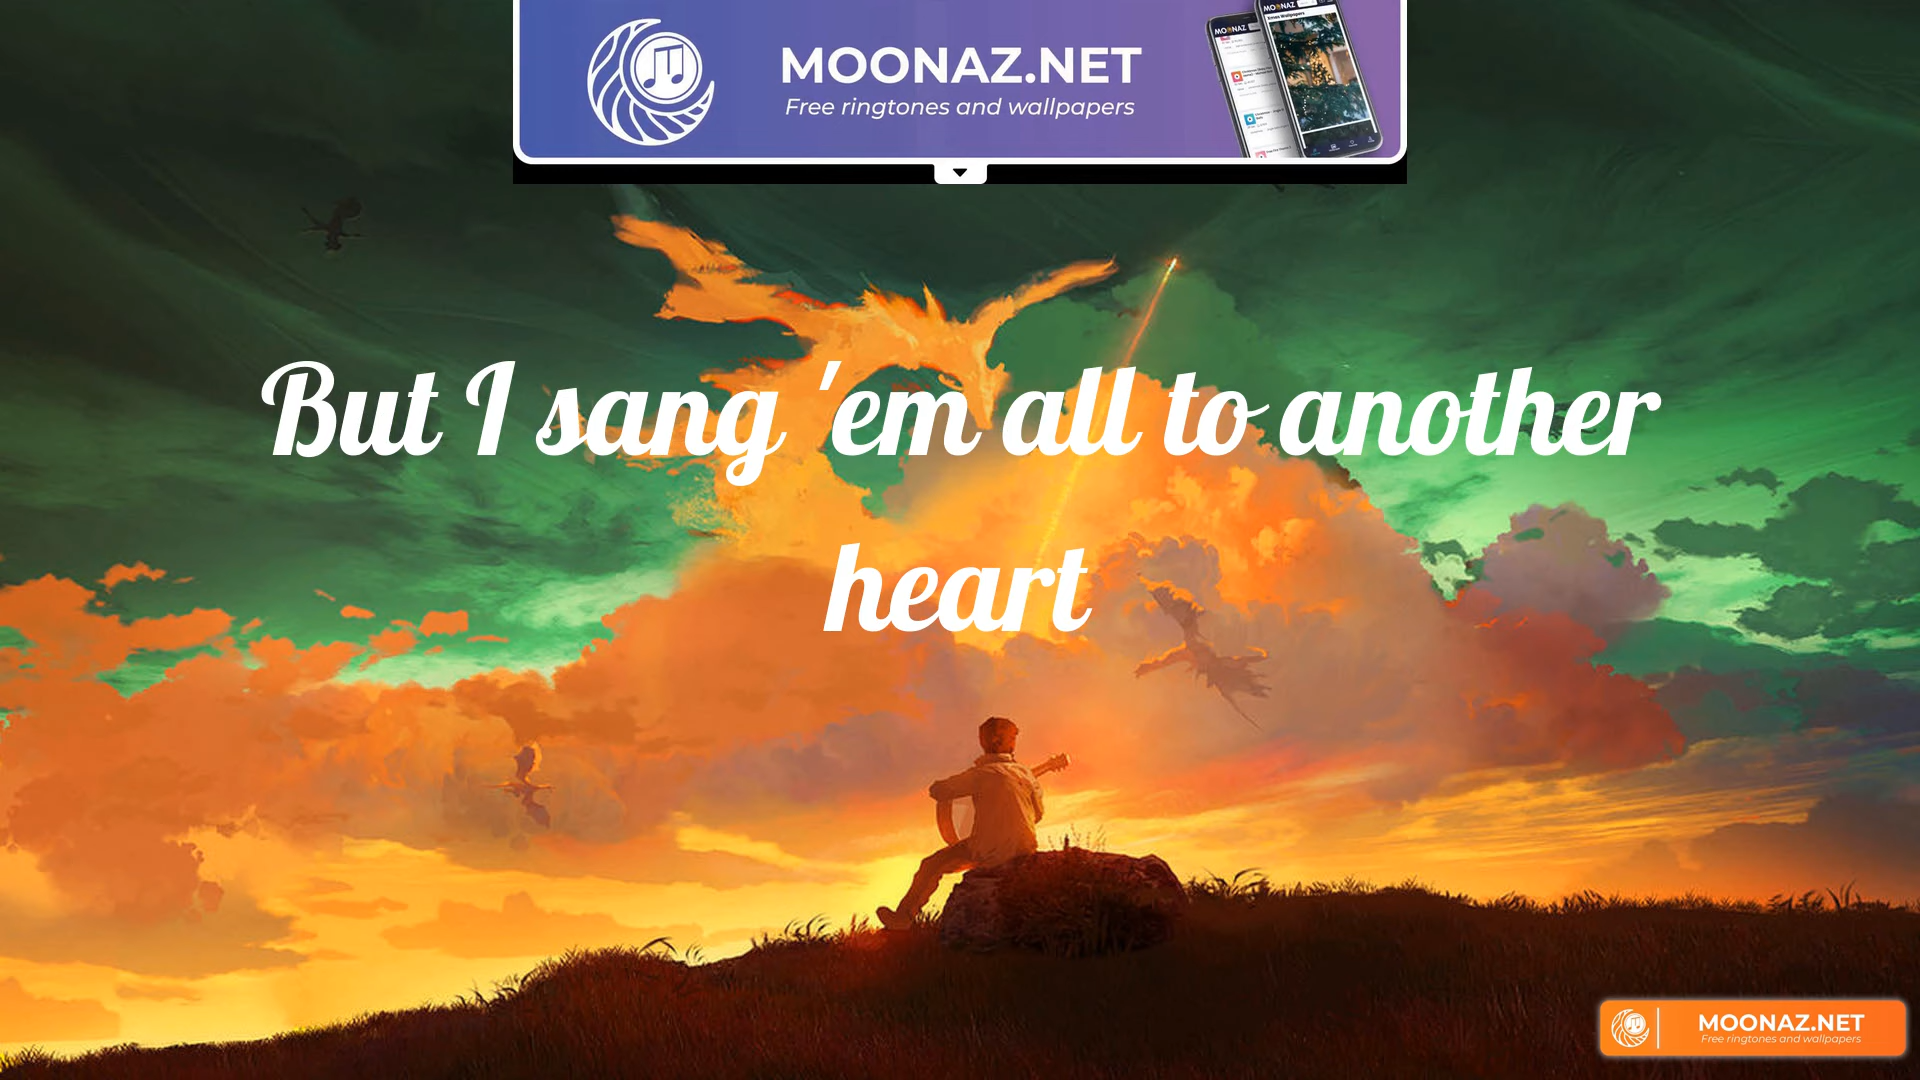 MOONAZ.NET
Free ringtones and wallpapers
But I sang 'em all to another
heart
MOONAZ.NET
Free ringtones and wallpapers